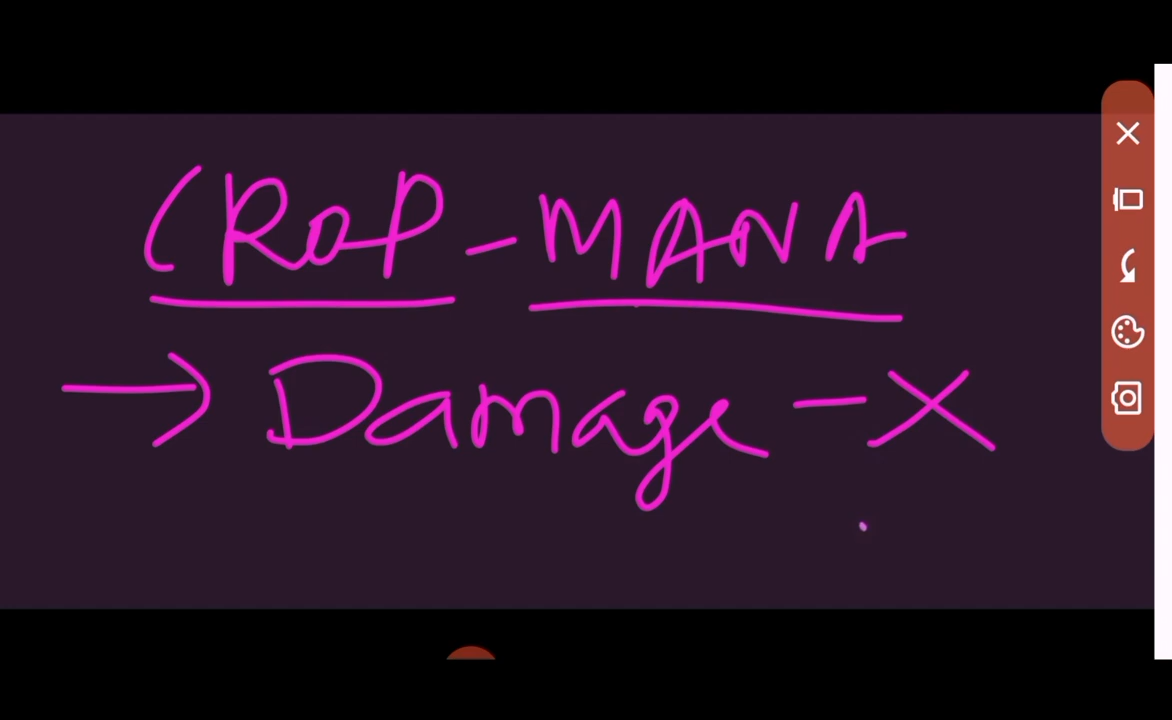 CROP - MANA
→ Damage - X